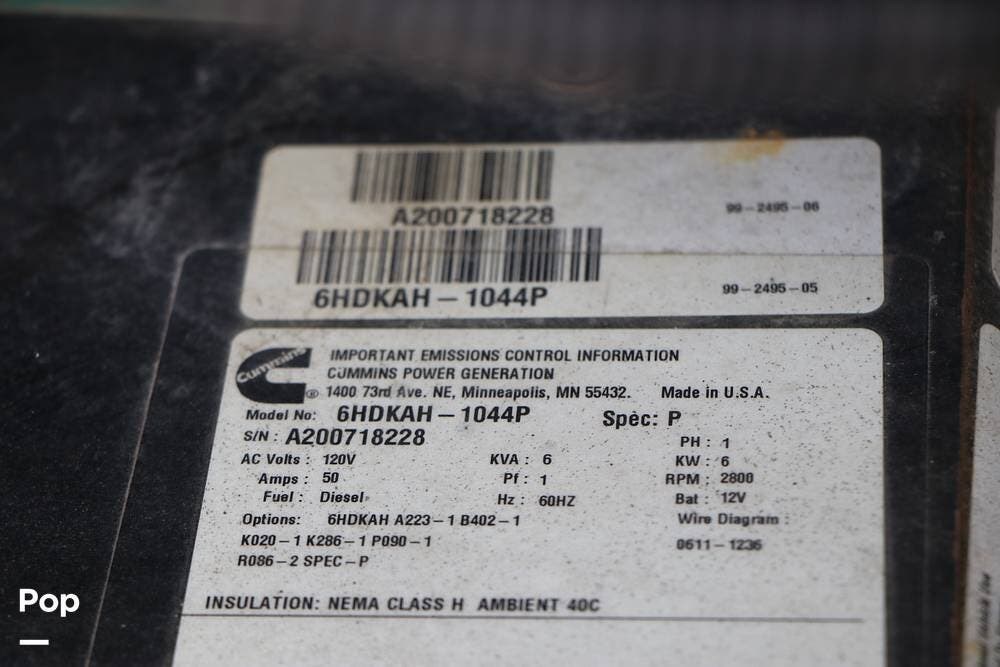 A200718228
99-2495-06
6HDKAH-1044P
99-2495-05
Cummins
®
IMPORTANT EMISSIONS CONTROL INFORMATION
CUMMINS POWER GENERATION
1400 73rd Ave. NE, Minneapolis, MN 55432. Made in U.S.A.
Model No: 6HDKAH-1044P Spec: P
S/N : A200718228 PH : 1
AC Volts : 120V KVA : 6 KW : 6
Amps : 50 Pf : 1 RPM : 2800
Fuel : Diesel Hz : 60HZ Bat : 12V
Options: 6HDKAH A223-1 B402-1 Wire Diagram :
K020-1 K286-1 P090-1 0611-1236
R086-2 SPEC-P
INSULATION: NEMA CLASS H AMBIENT 40C
Pop